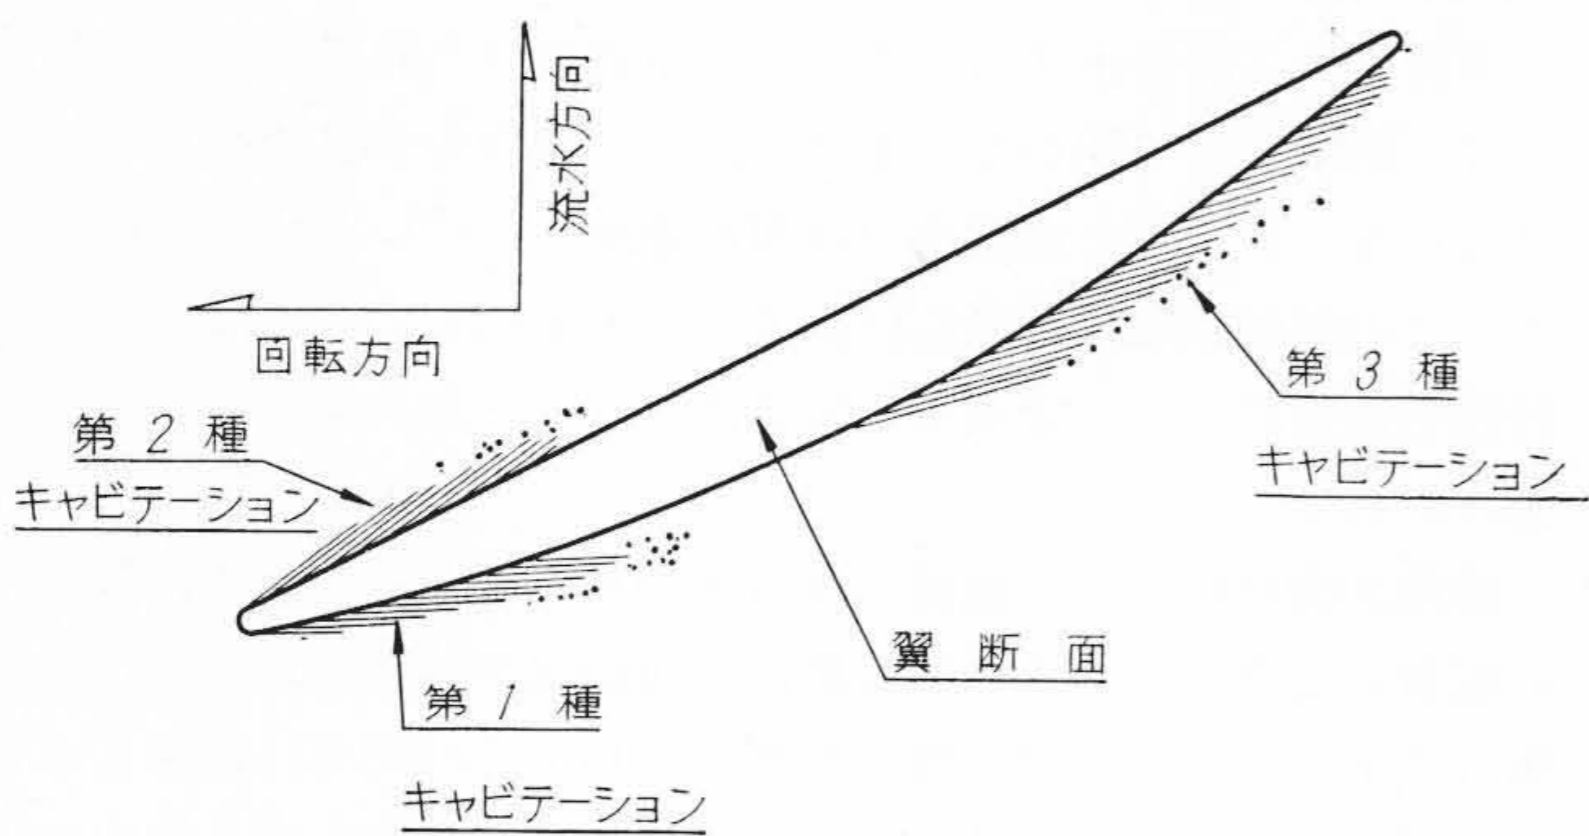 流水方向
回転方向
第2種
キャビテーション
第3種
キャビテーション
翼断面
第1種
キャビテーション